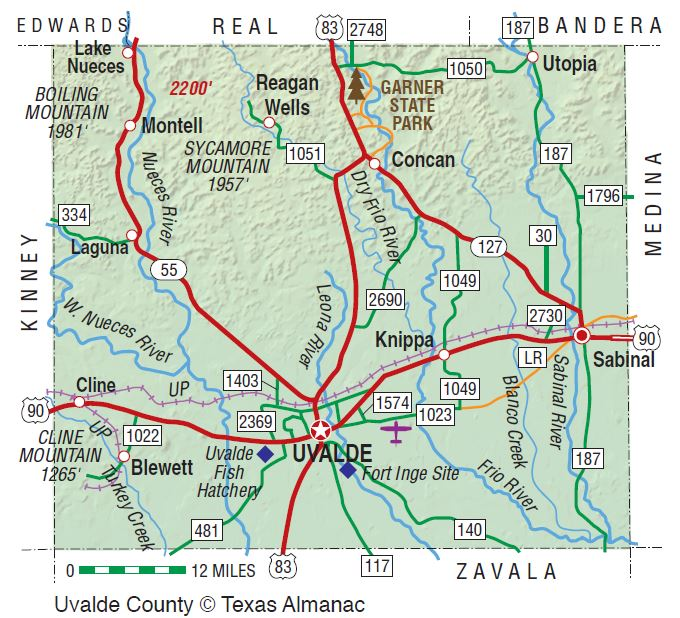 EDWARDS
REAL
83
2748
187
BANDERA
Lake
Nueces
1050
Utopia
2200'
Reagan
Wells
GARNER
STATE
PARK
BOILING
MOUNTAIN
1981'
Montell
SYCAMORE
MOUNTAIN
1957'
1051
Concan
187
MEDINA
Nueces River
Dry Frio River
1796
334
Laguna
KINNEY
55
127
30
1049
2690
Leona River
2730
W. Nueces River
Knippa
90
Sabinal
LR
Cline
UP
1403
1574
1049
Blanco Creek
Sabinal River
90
2369
1023
UP
1022
CLINE
MOUNTAIN
1265'
Blewett
Uvalde
Fish
Hatchery
UVALDE
Fort Inge Site
187
Turkey Creek
Frio River
481
140
83
117
0
12 MILES
ZAVALA
Uvalde County © Texas Almanac